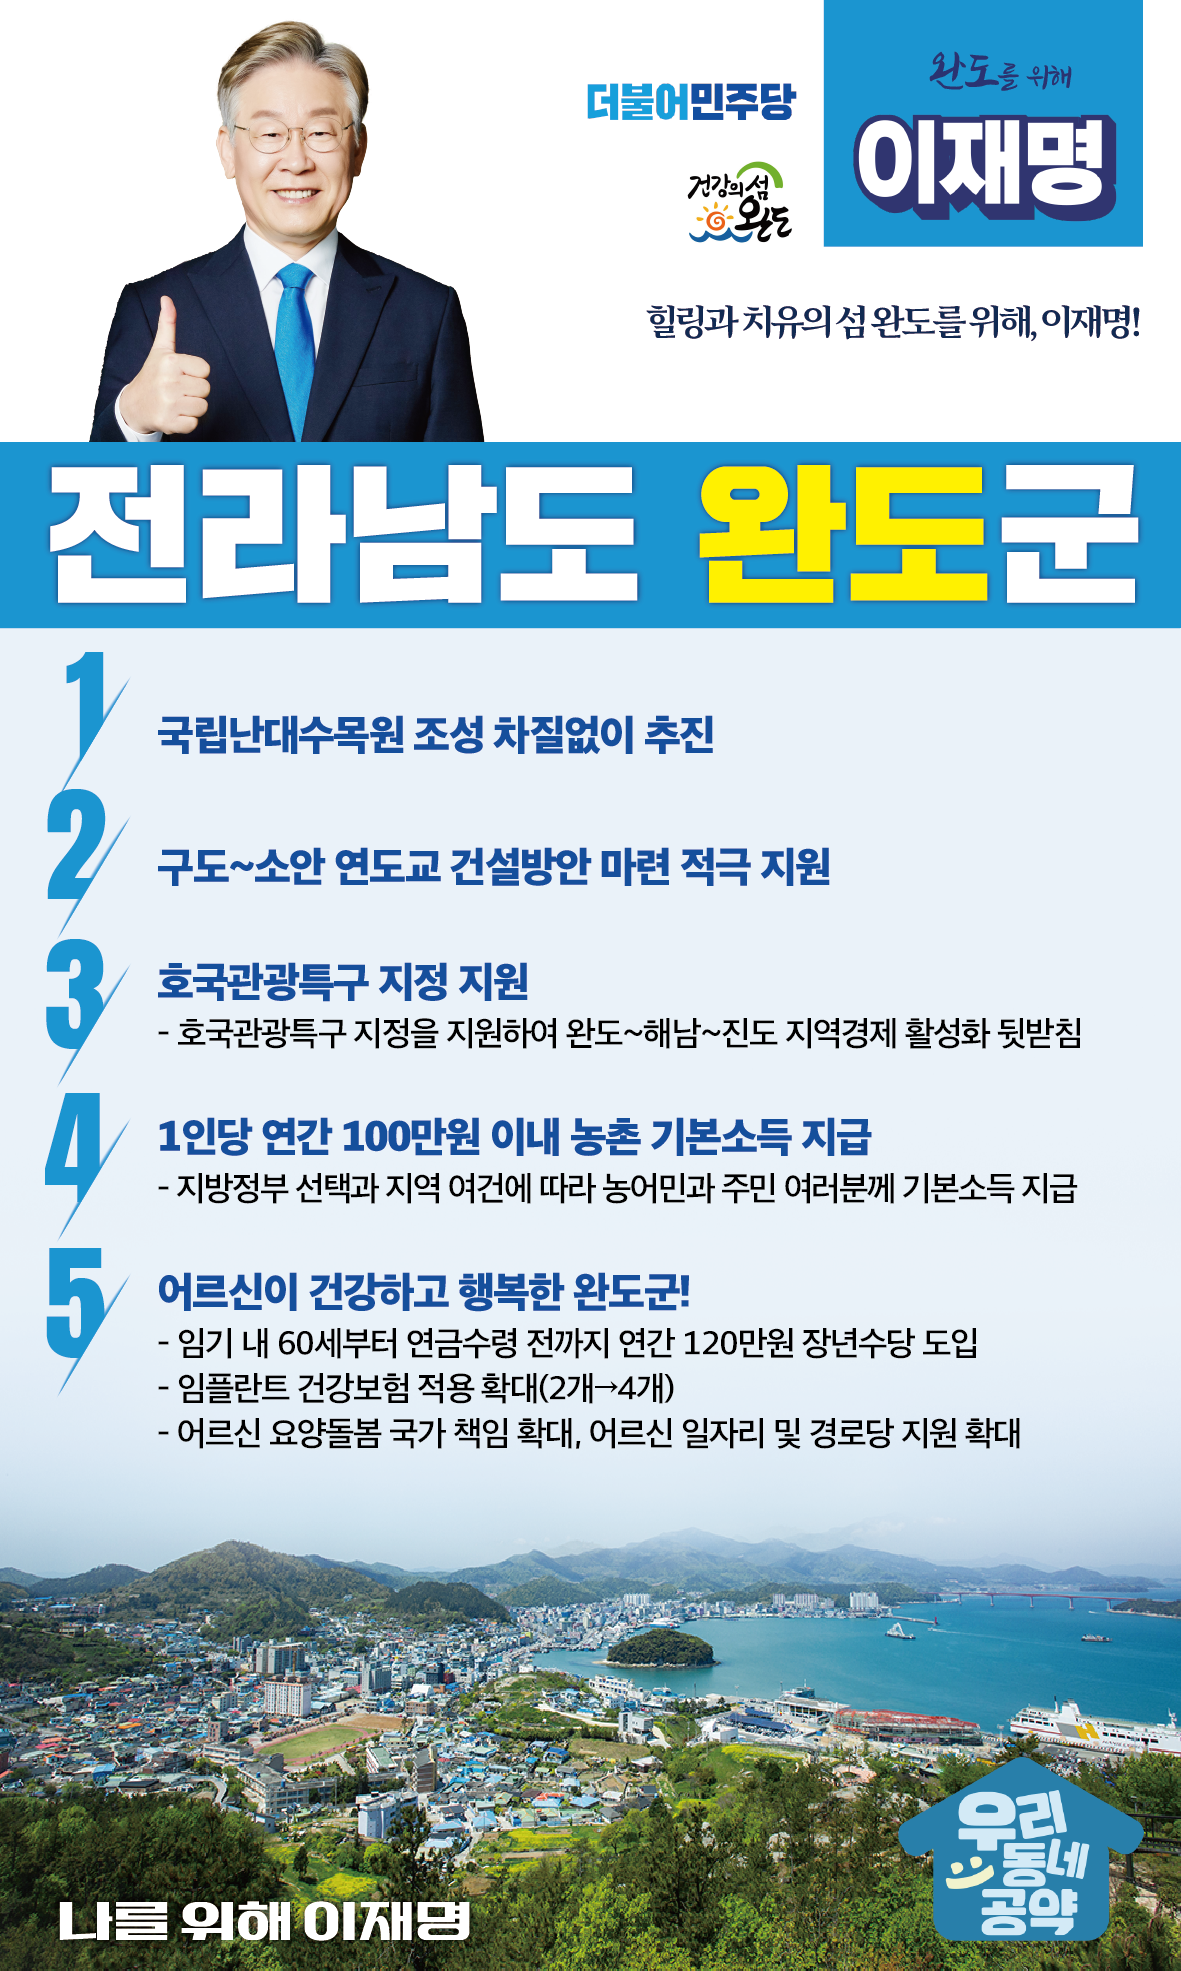 더불어민주당
건강의 섬
완도
완도를 위해
이재명
힐링과 치유의 섬 완도를 위해, 이재명!
전라남도 완도군
1
국립난대수목원 조성 차질없이 추진
2
구도~소안 연도교 건설방안 마련 적극 지원
3
호국관광특구 지정 지원
- 호국관광특구 지정을 지원하여 완도~해남~진도 지역경제 활성화 뒷받침
4
1인당 연간 100만원 이내 농촌 기본소득 지급
- 지방정부 선택과 지역 여건에 따라 농어민과 주민 여러분께 기본소득 지급
5
어르신이 건강하고 행복한 완도군!
- 임기 내 60세부터 연금수령 전까지 연간 120만원 장년수당 도입
- 임플란트 건강보험 적용 확대(2개→4개)
- 어르신 요양돌봄 국가 책임 확대, 어르신 일자리 및 경로당 지원 확대
우리
동네
공약
나를 위해 이재명